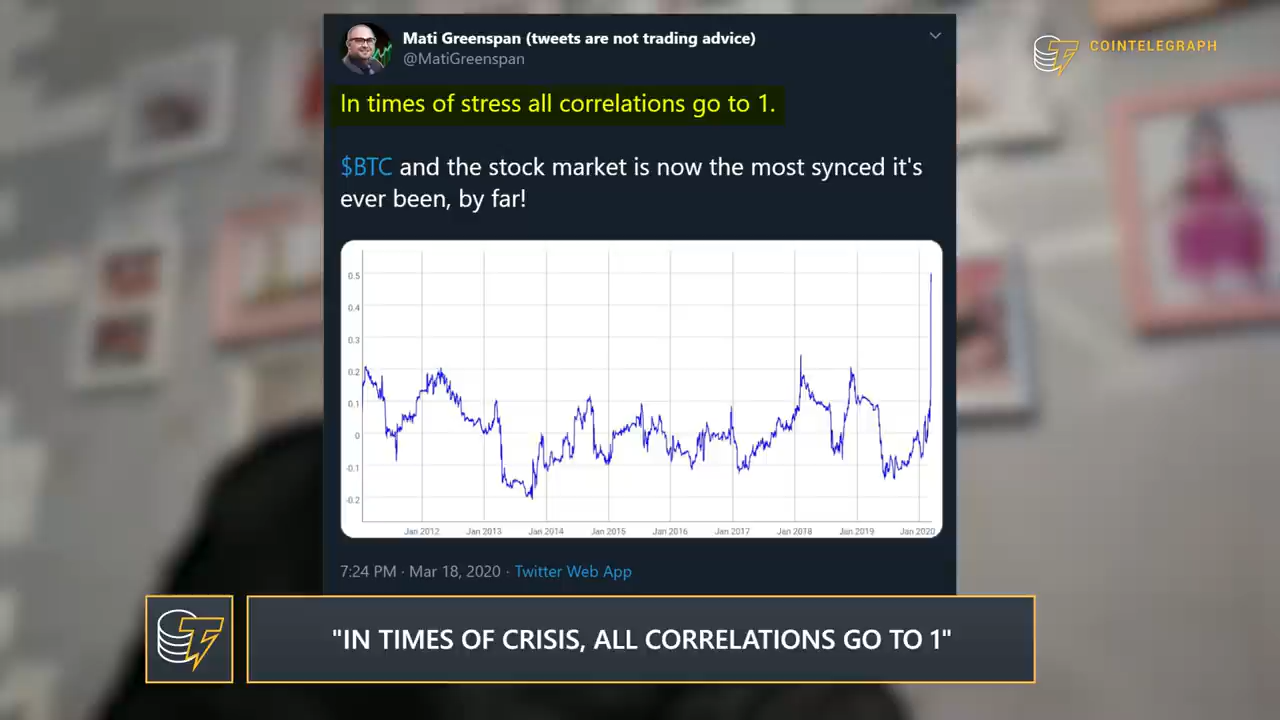 Mati Greenspan (tweets are not trading advice)
@MatiGreenspan
COINTELEGRAPH
In times of stress all correlations go to 1.
$BTC and the stock market is now the most synced it's
ever been, by far!
0.5
0.4
0.3
0.2
0.1
0
-0.1
-0.2
Jan 2012 Jan 2013 Jan 2014 Jan 2015 Jan 2016 Jan 2017 Jan 2018 Jan 2019 Jan 2020
7:24 PM · Mar 18, 2020 · Twitter Web App
"IN TIMES OF CRISIS, ALL CORRELATIONS GO TO 1"